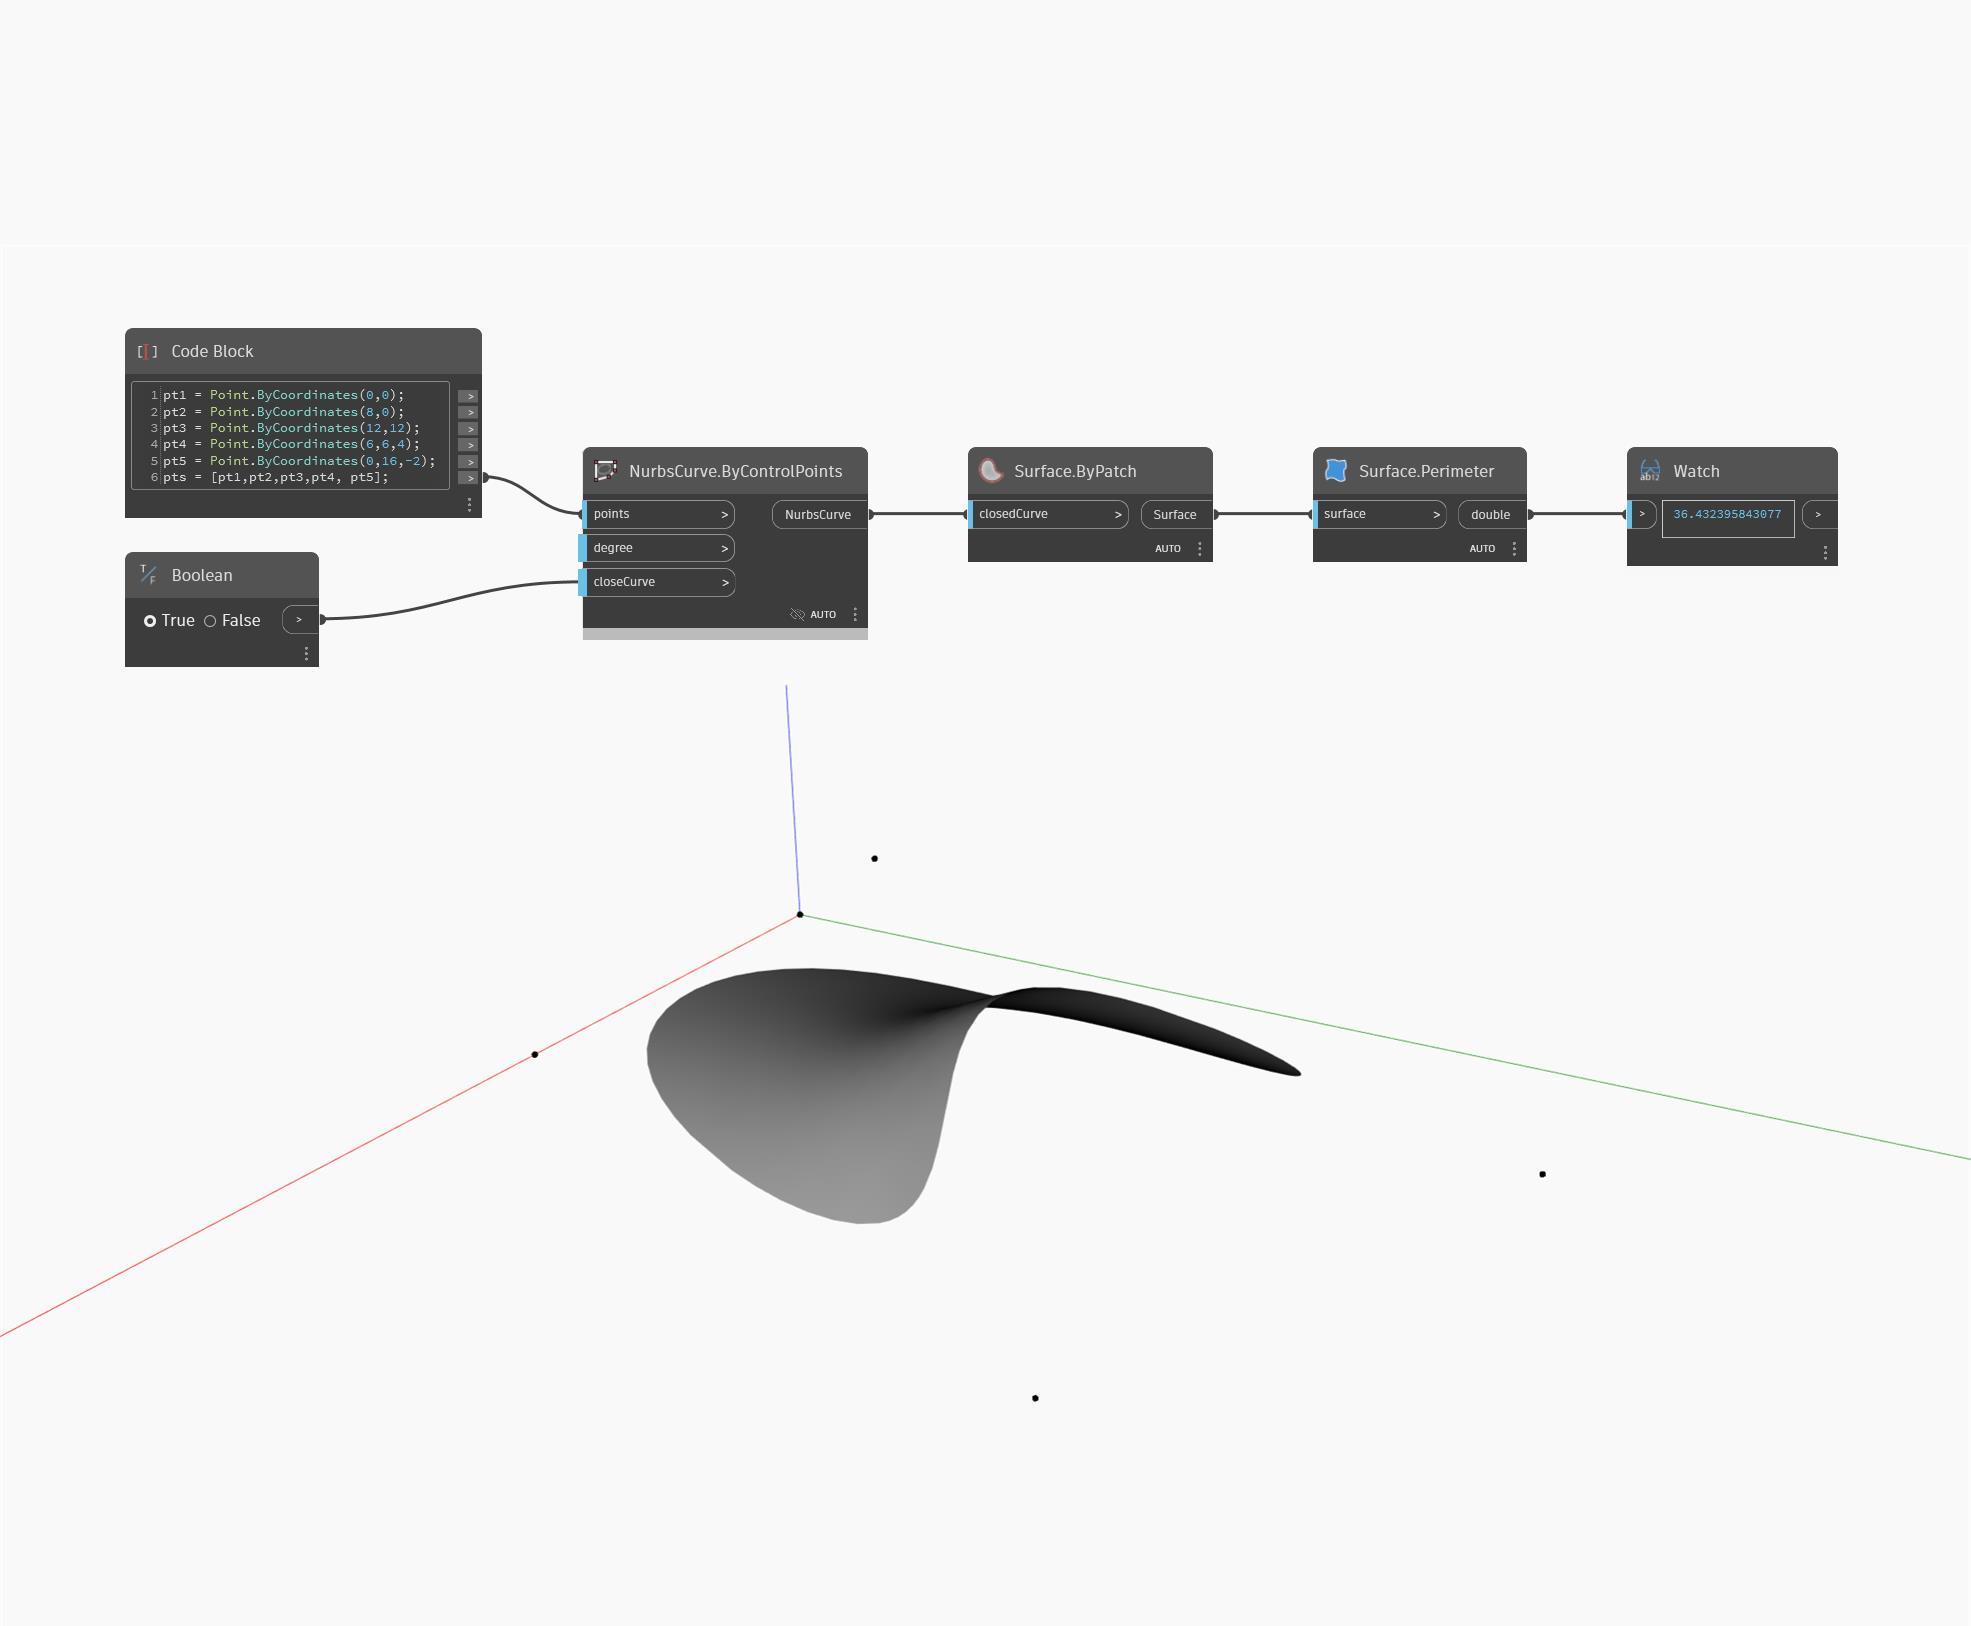 Code Block
1 pt1 = Point.ByCoordinates(0,0); >
2 pt2 = Point.ByCoordinates(8,0); >
3 pt3 = Point.ByCoordinates(12,12); >
4 pt4 = Point.ByCoordinates(6,6,4); >
5 pt5 = Point.ByCoordinates(0,16,-2); >
6 pts = [pt1,pt2,pt3,pt4, pt5]; >
T/F Boolean
True False >
NurbsCurve.ByControlPoints
points > NurbsCurve
degree >
closeCurve >
AUTO
Surface.ByPatch
closedCurve > Surface
AUTO
Surface.Perimeter
surface > double
AUTO
ab12 Watch
> 36.432395843077 >